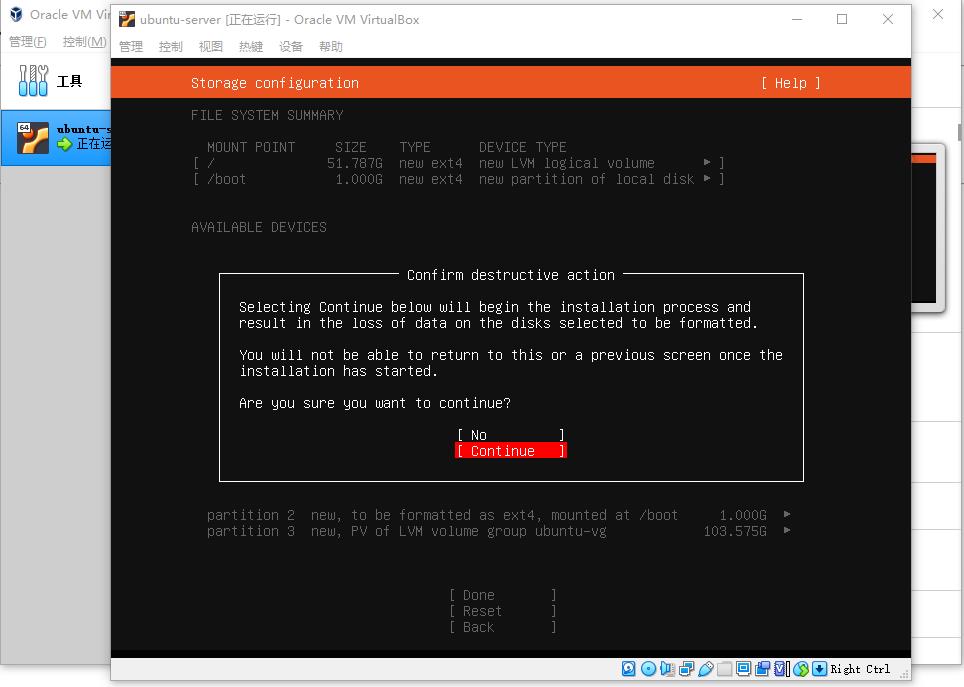 Oracle VM Vir
管理(F) 控制(M)
工具
64
ubuntu-s
正在运
ubuntu-server [正在运行] - Oracle VM VirtualBox
管理 控制 视图 热键 设备 帮助
Storage configuration [ Help ]
FILE SYSTEM SUMMARY
MOUNT POINT SIZE TYPE DEVICE TYPE
[ / 51.787G new ext4 new LVM logical volume ▸ ]
[ /boot 1.000G new ext4 new partition of local disk ▸ ]
AVAILABLE DEVICES
Confirm destructive action
Selecting Continue below will begin the installation process and
result in the loss of data on the disks selected to be formatted.
You will not be able to return to this or a previous screen once the
installation has started.
Are you sure you want to continue?
[ No ]
[ Continue ]
partition 2 new, to be formatted as ext4, mounted at /boot 1.000G ▸
partition 3 new, PV of LVM volume group ubuntu-vg 103.575G ▸
[ Done ]
[ Reset ]
[ Back ]
Right Ctrl